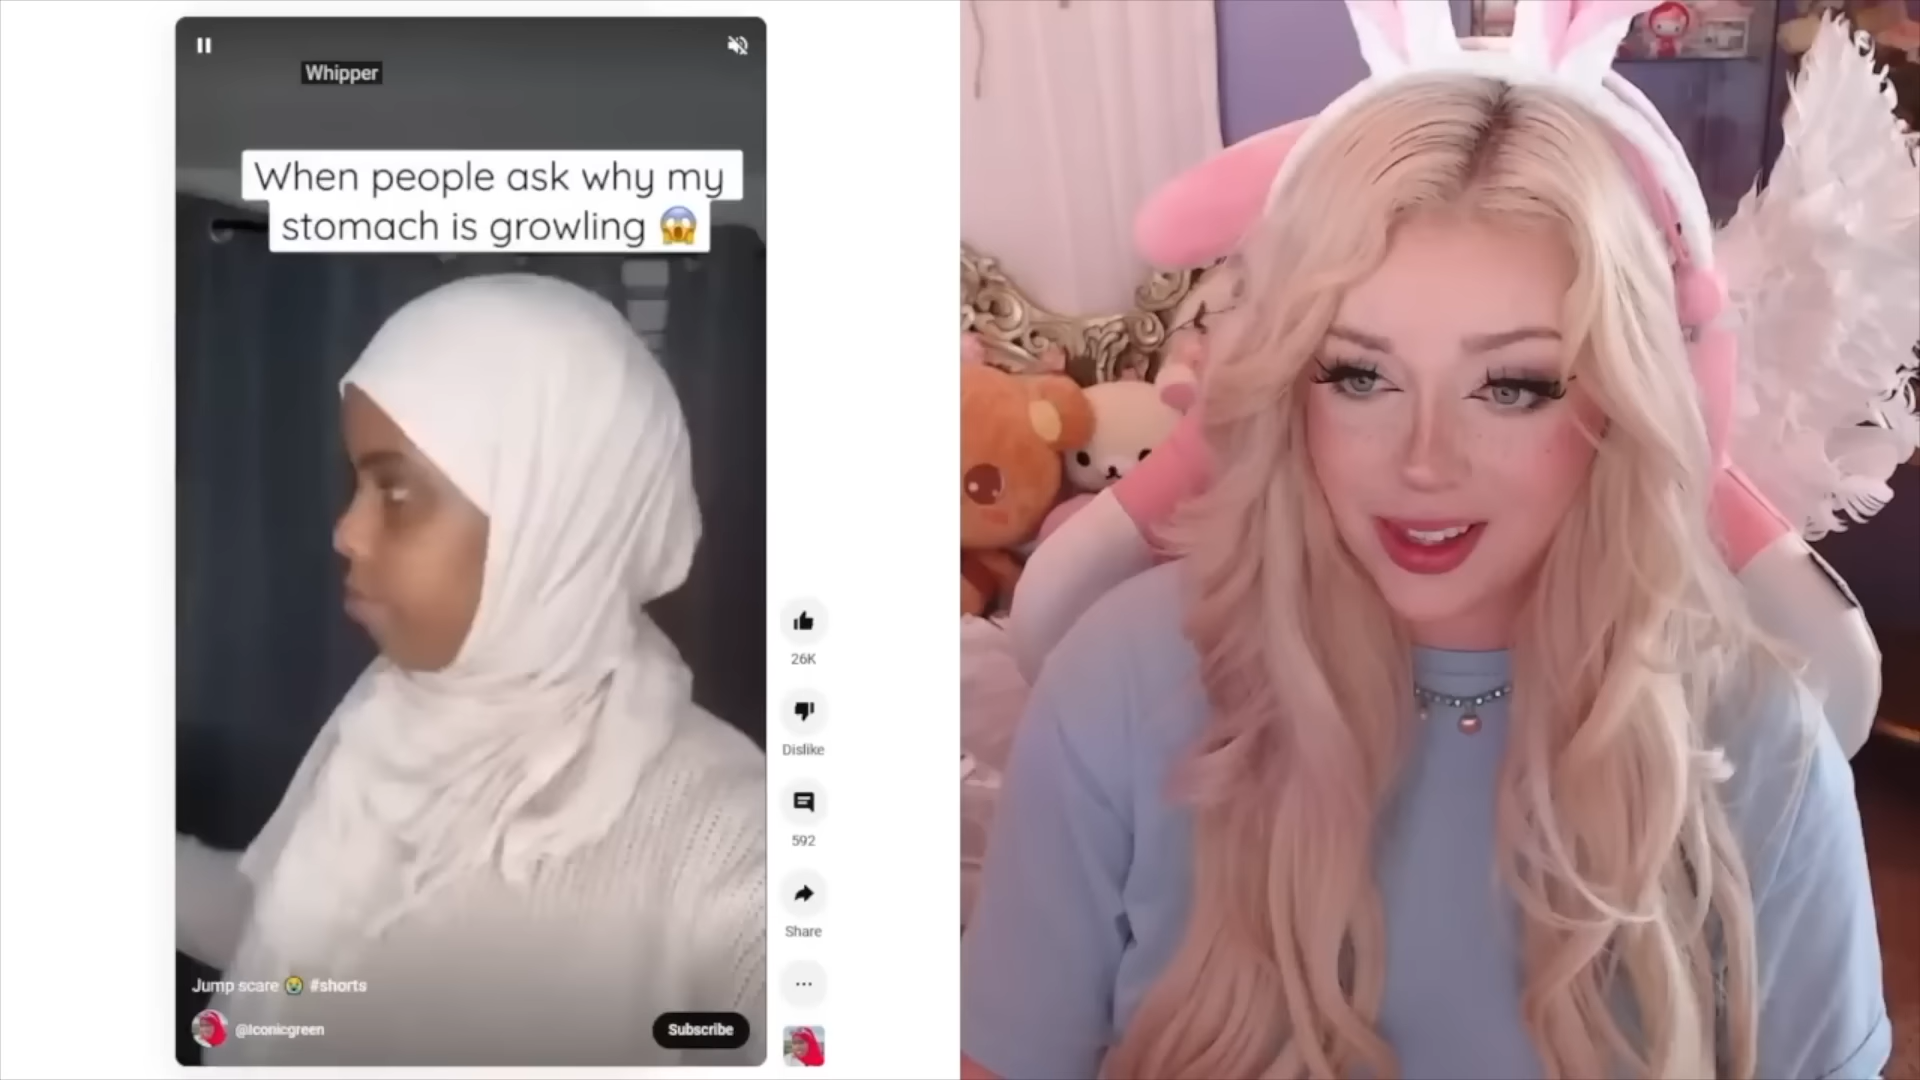 Whipper
When people ask why my
stomach is growling 😱
26K
Dislike
592
Share
Jump scare 😭 #shorts
@Iconicgreen
Subscribe